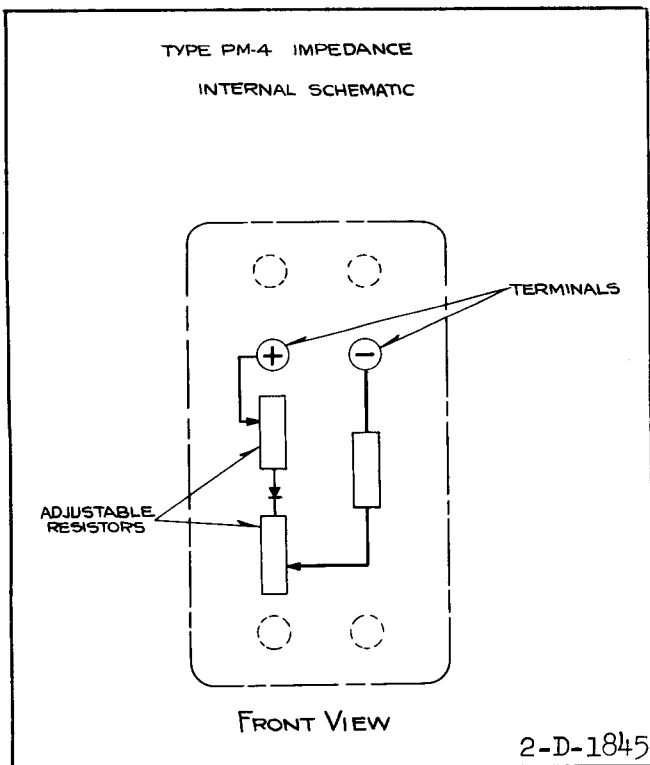 TYPE PM-4 IMPEDANCE
INTERNAL SCHEMATIC
TERMINALS
+ −
ADJUSTABLE
RESISTORS
FRONT VIEW
2-D-1845